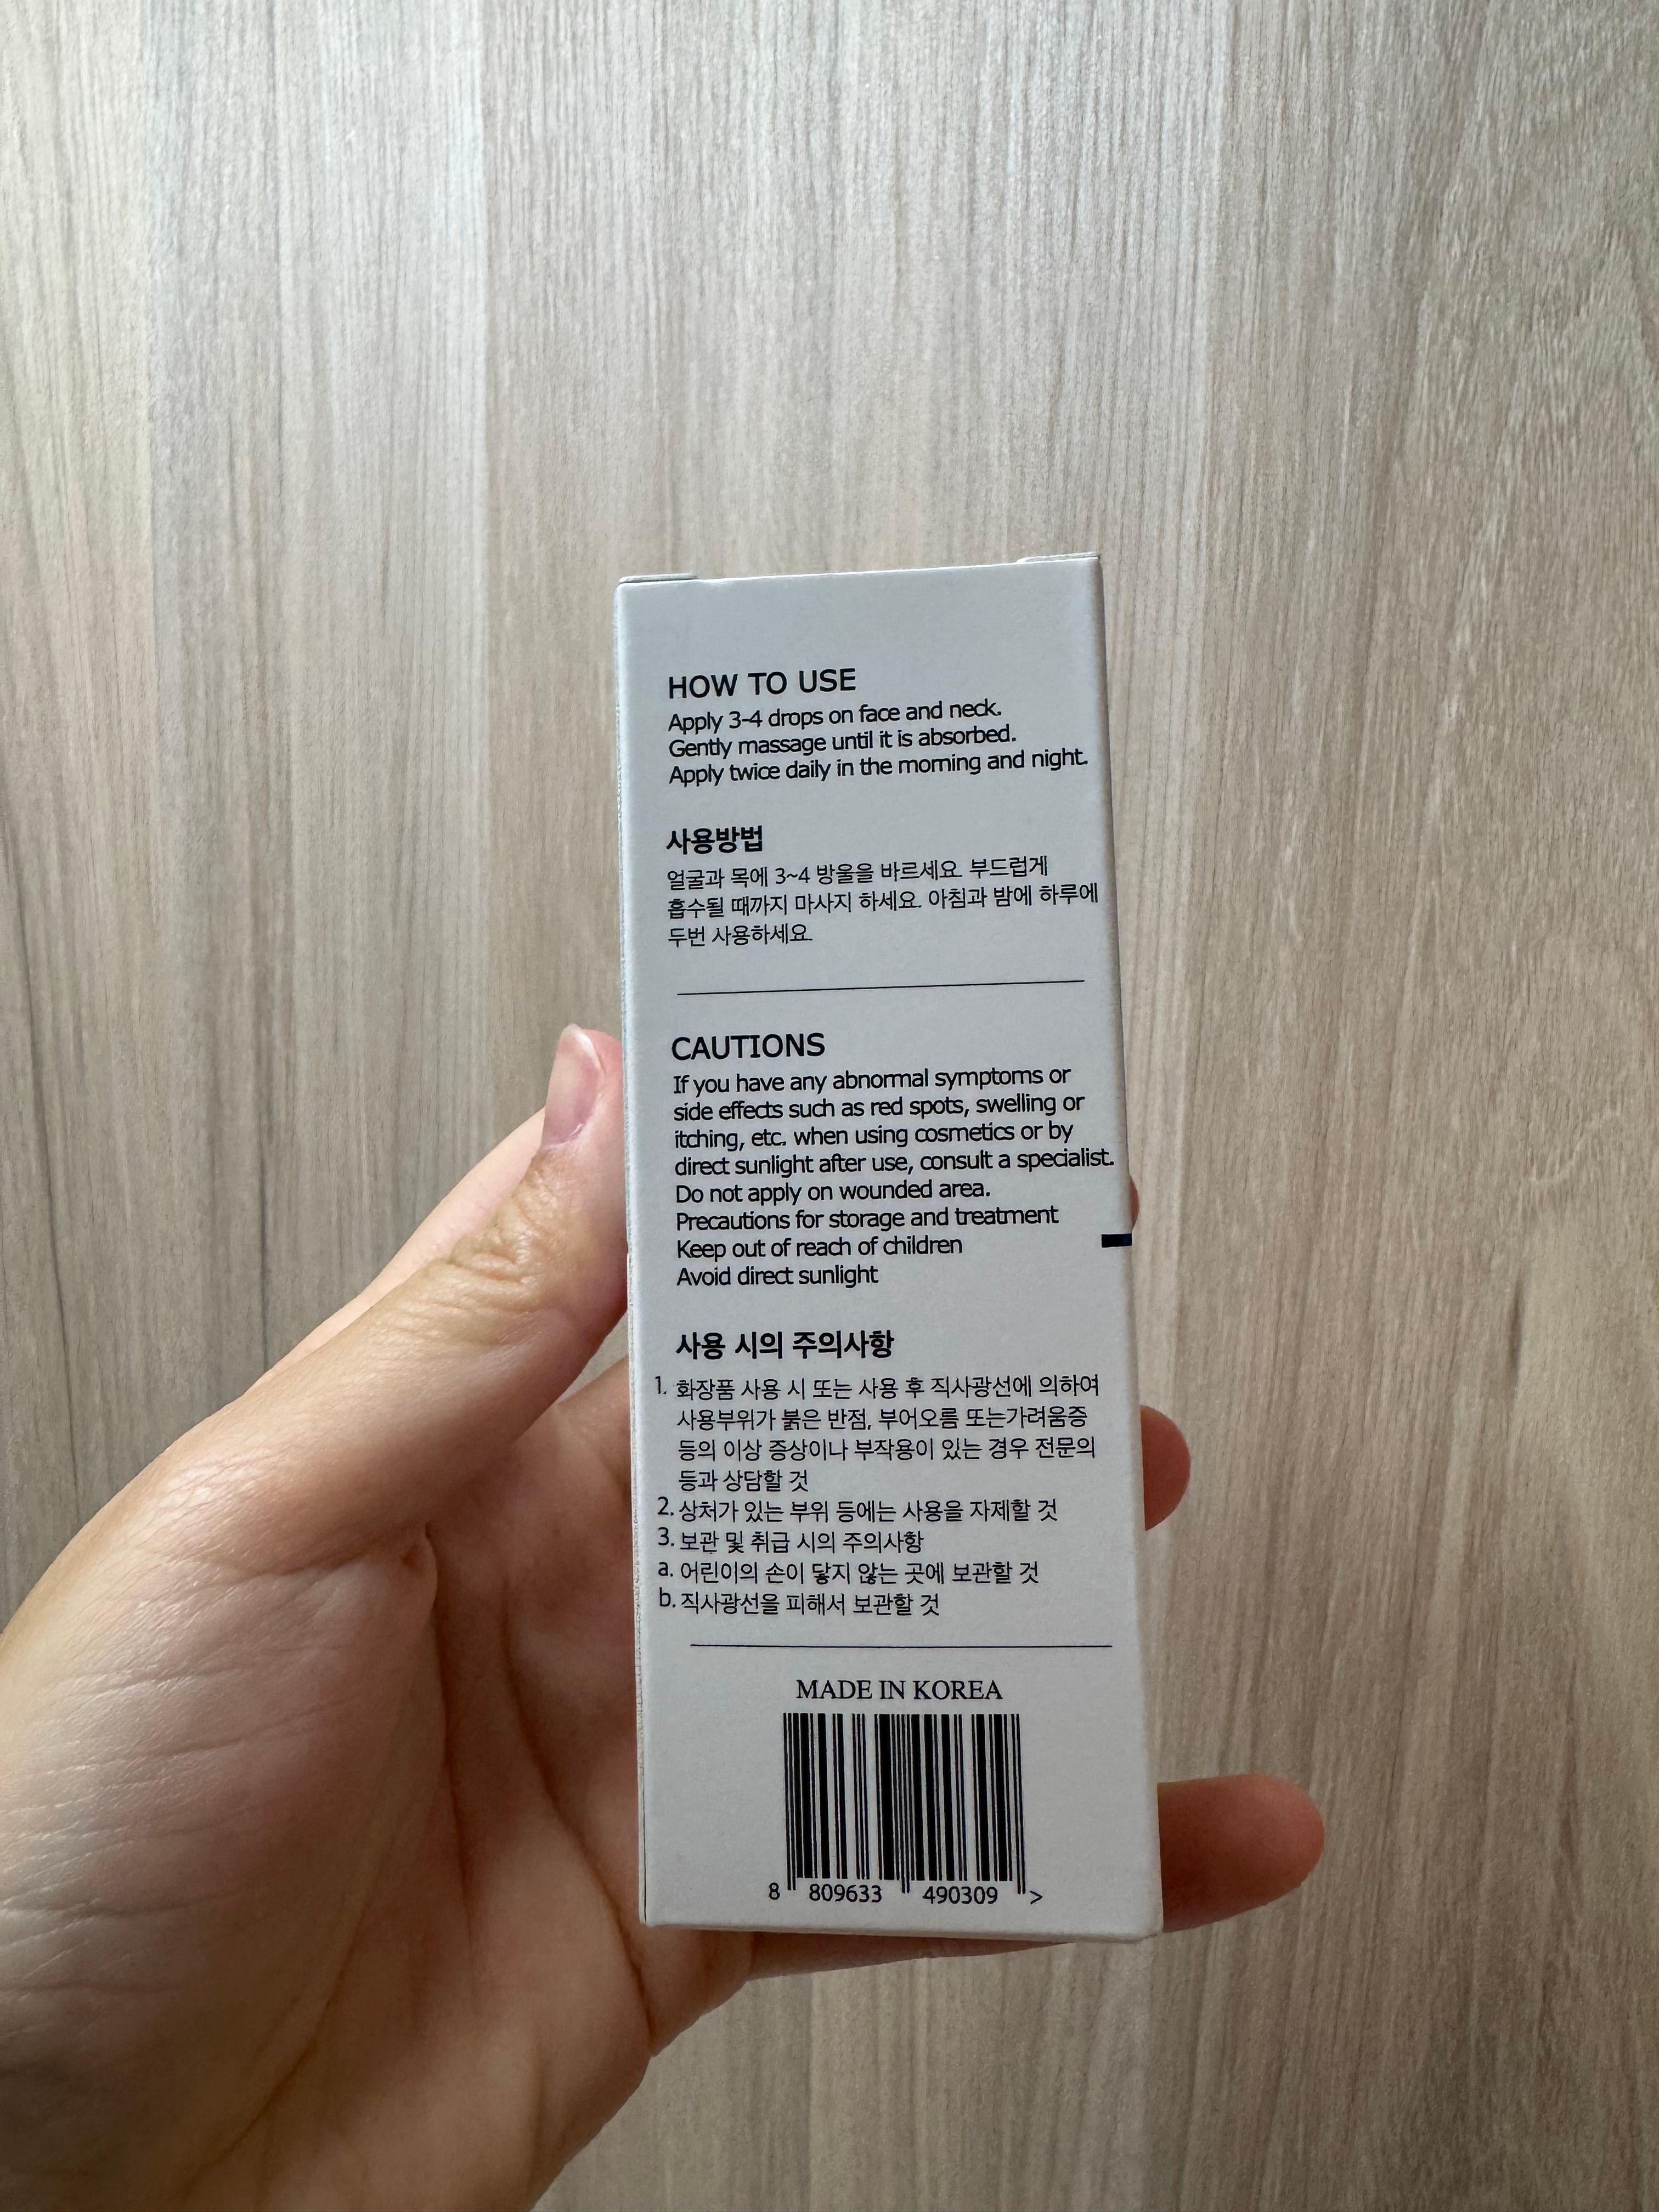 HOW TO USE
Apply 3-4 drops on face and neck.
Gently massage until it is absorbed.
Apply twice daily in the morning and night.
사용방법
얼굴과 목에 3~4 방울을 바르세요. 부드럽게
흡수될 때까지 마사지 하세요. 아침과 밤에 하루에
두번 사용하세요.
CAUTIONS
If you have any abnormal symptoms or
side effects such as red spots, swelling or
itching, etc. when using cosmetics or by
direct sunlight after use, consult a specialist.
Do not apply on wounded area.
Precautions for storage and treatment
Keep out of reach of children
Avoid direct sunlight
사용 시의 주의사항
1. 화장품 사용 시 또는 사용 후 직사광선에 의하여
사용부위가 붉은 반점, 부어오름 또는가려움증
등의 이상 증상이나 부작용이 있는 경우 전문의
등과 상담할 것
2. 상처가 있는 부위 등에는 사용을 자제할 것
3. 보관 및 취급 시의 주의사항
a. 어린이의 손이 닿지 않는 곳에 보관할 것
b. 직사광선을 피해서 보관할 것
MADE IN KOREA
8 809633 490309 >